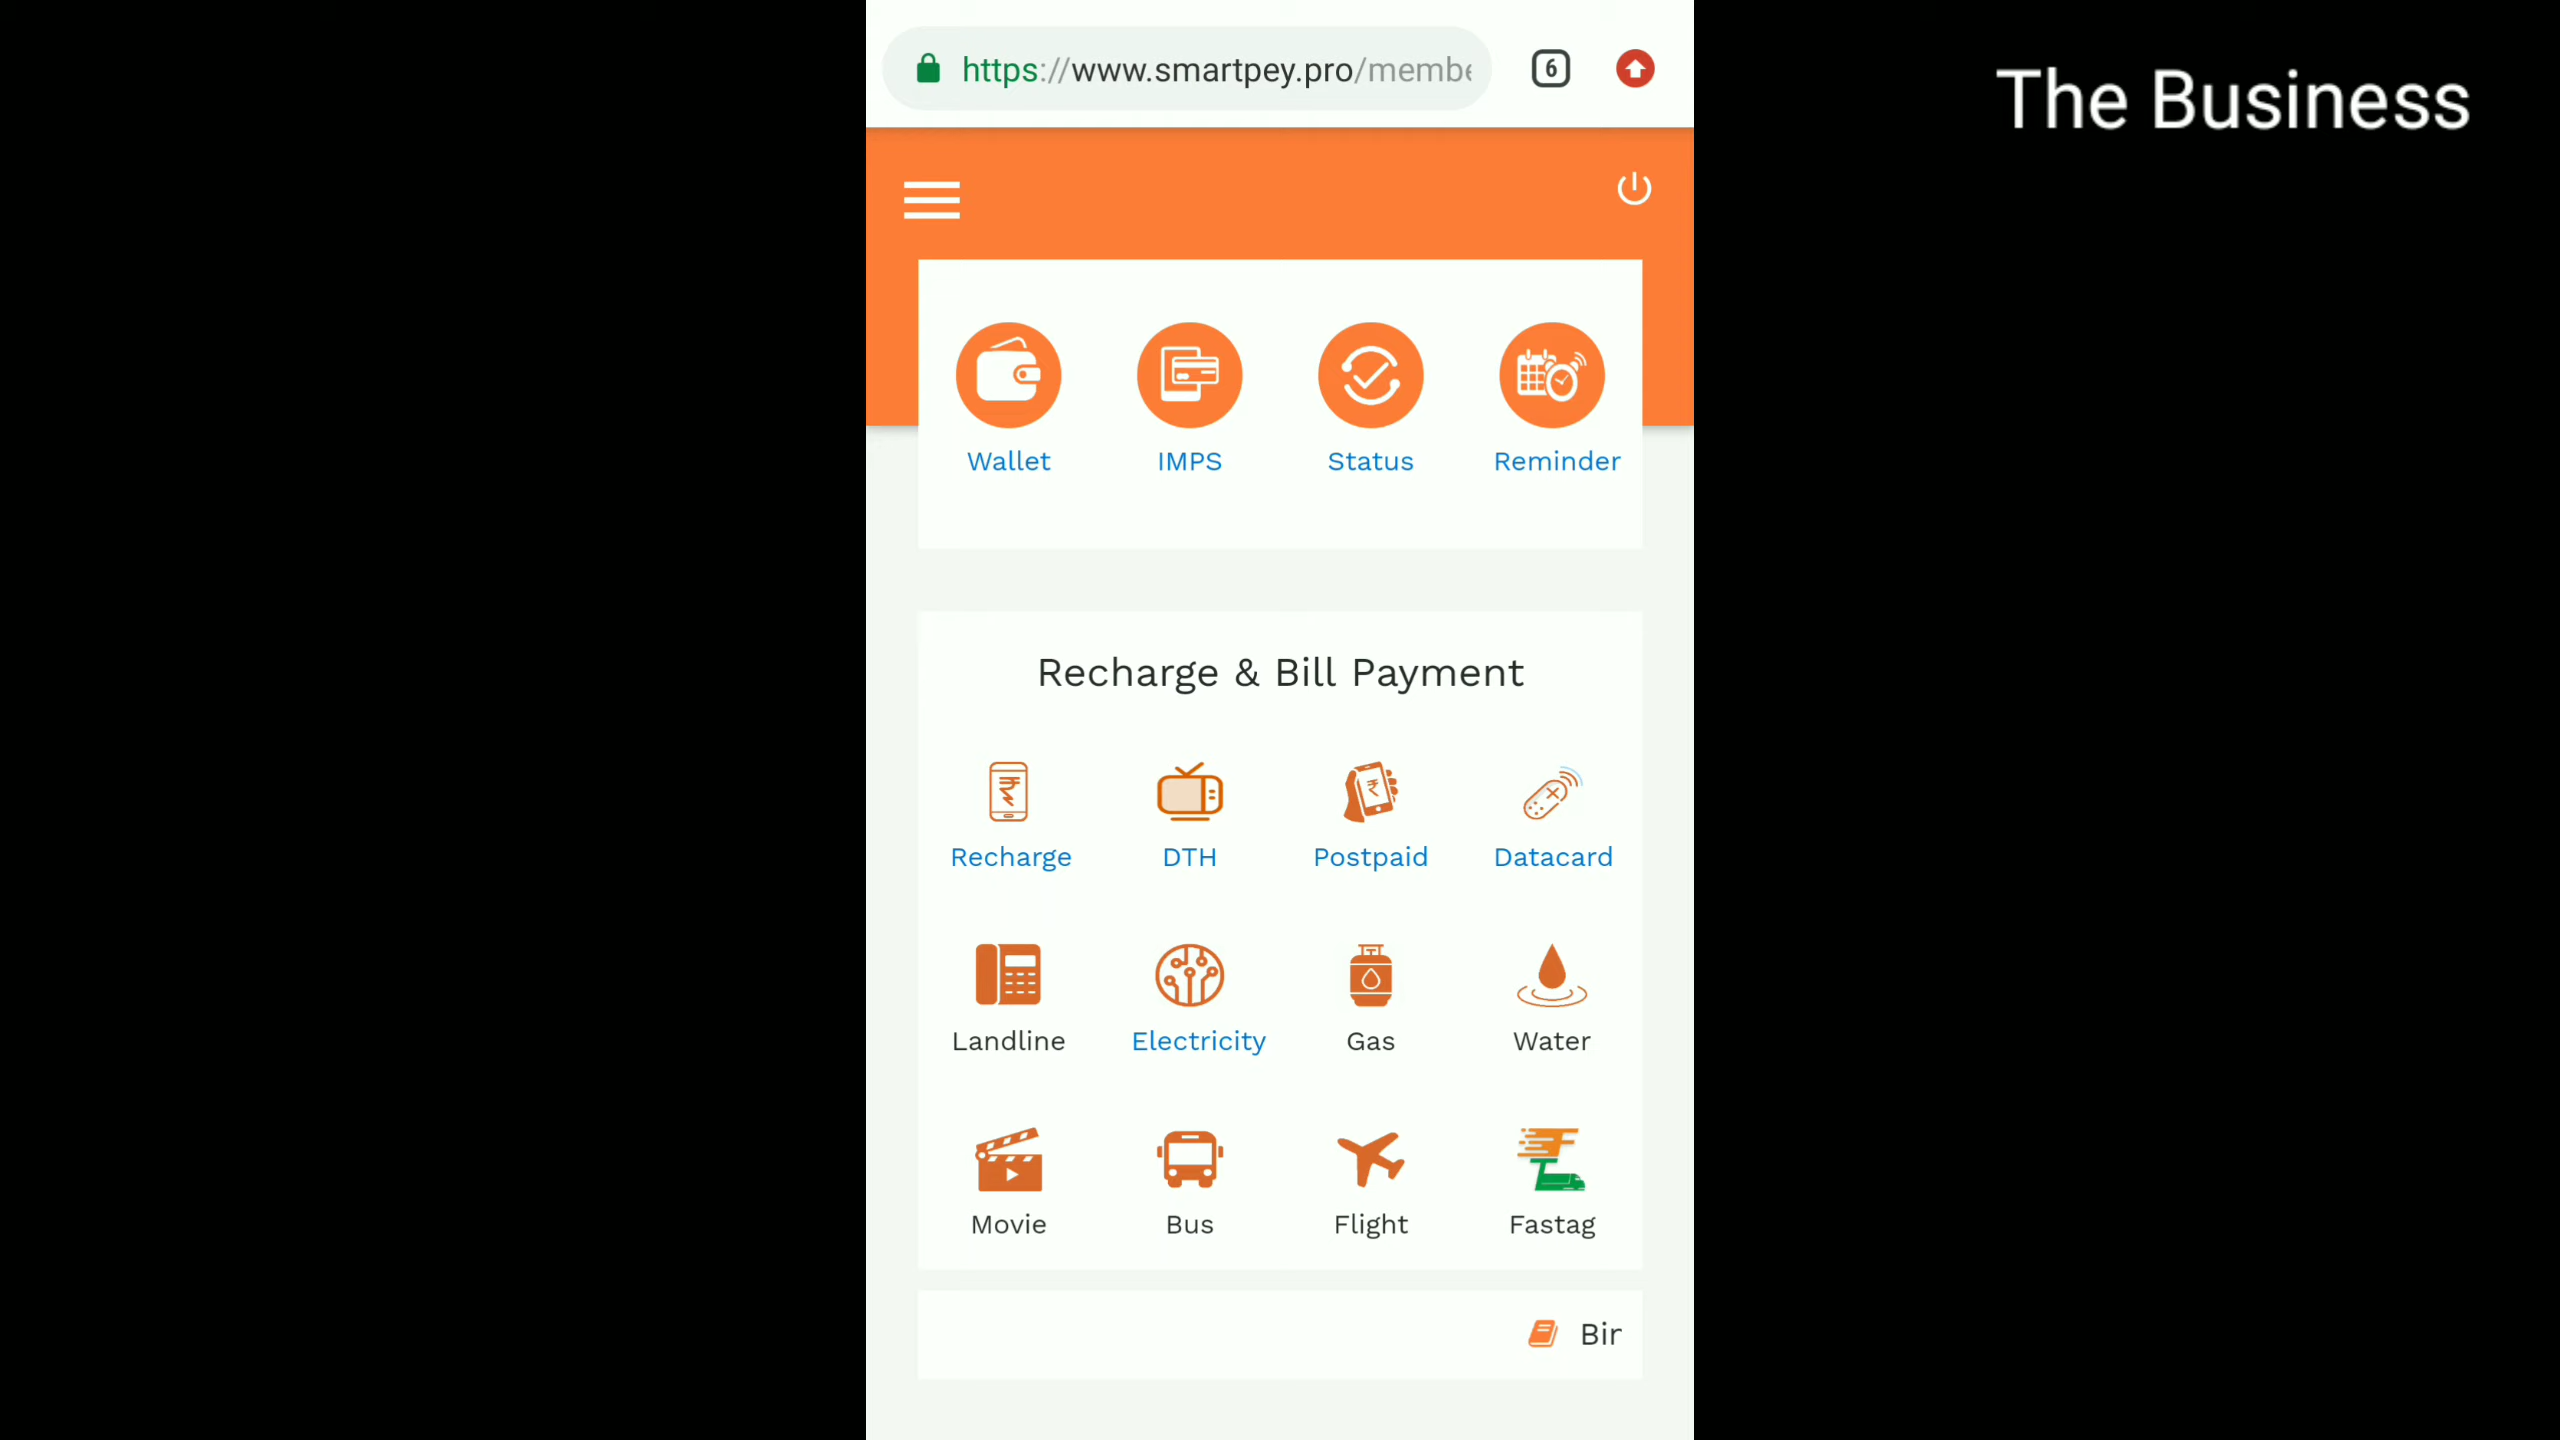 https://www.smartpey.pro/membe
6
The Business
Wallet IMPS Status Reminder
Recharge & Bill Payment
Recharge DTH Postpaid Datacard
Landline Electricity Gas Water
Movie Bus Flight Fastag
Bir